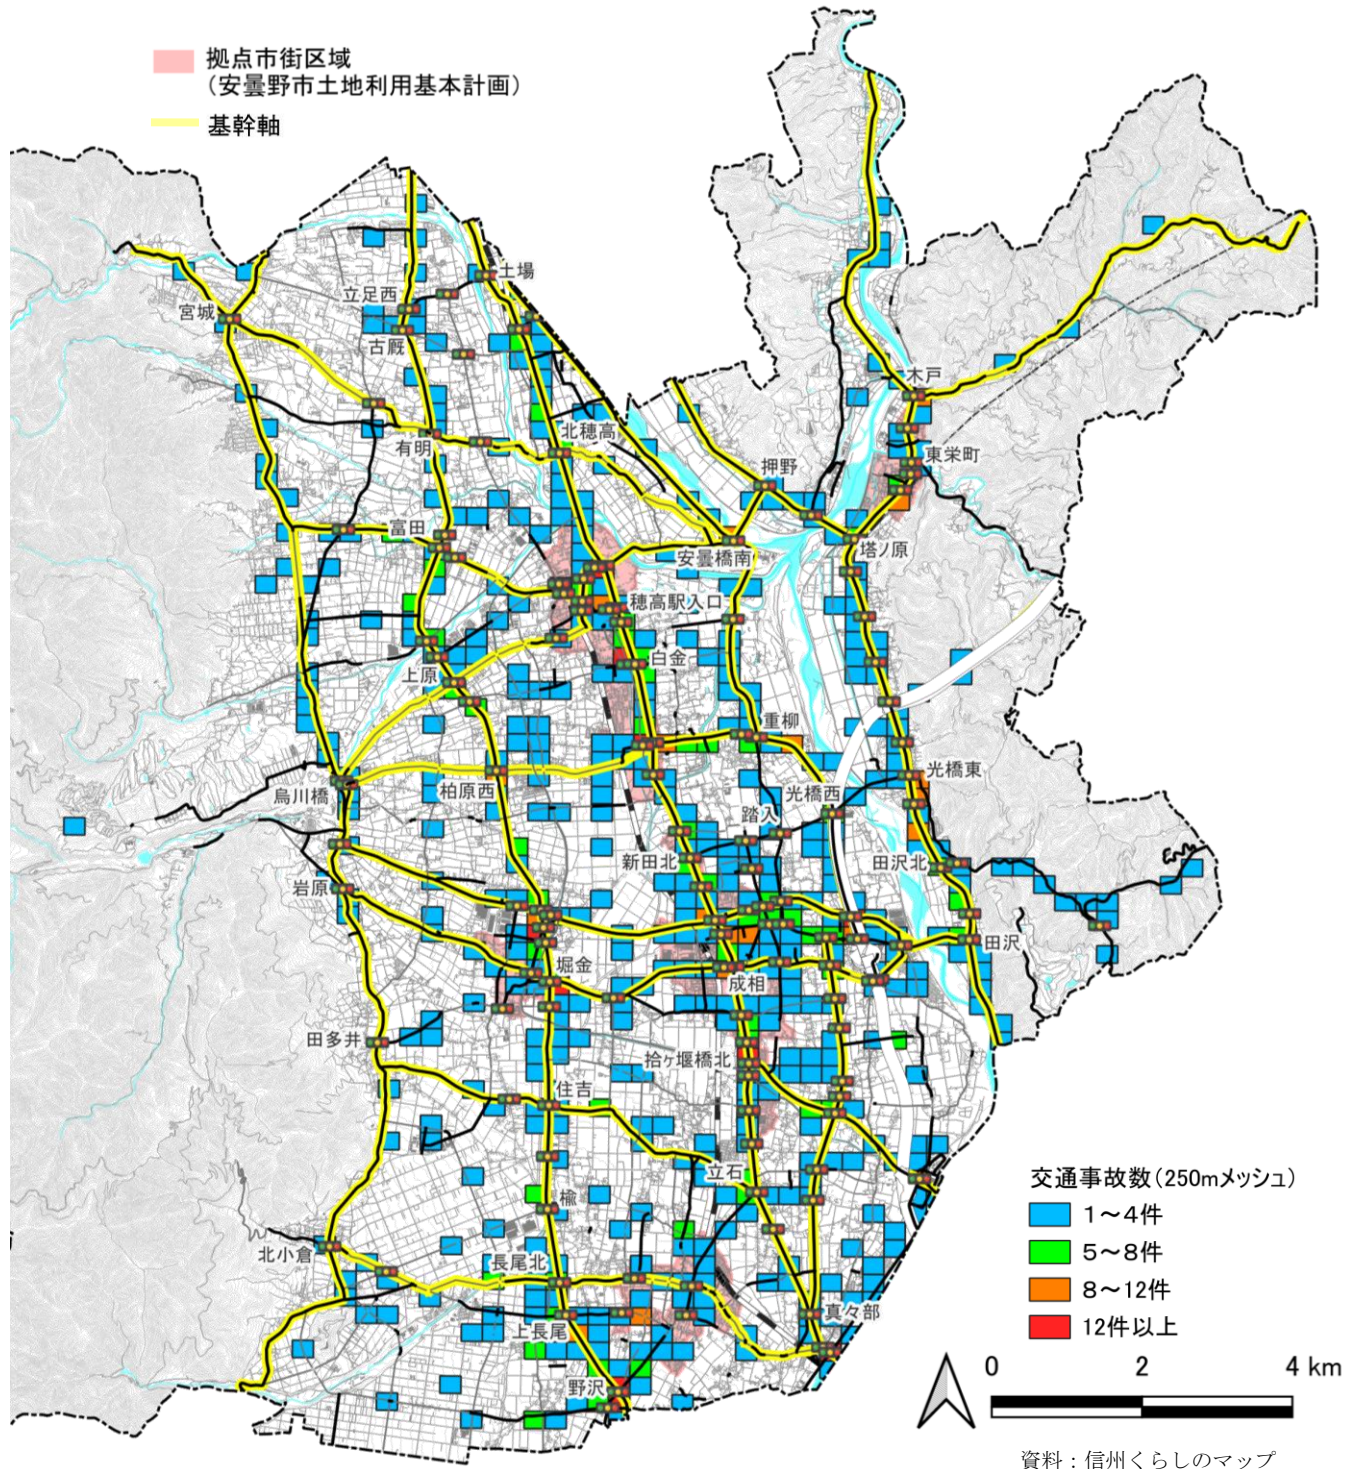 拠点市街区域
（安曇野市土地利用基本計画）
基幹軸
土場
立足西
宮城
古厩
木戸
北穂高
有明
東栄町
押野
富田
安曇橋南
塔ノ原
穂高駅入口
白金
上原
重柳
光橋東
烏川橋
柏原西
光橋西
踏入
新田北
田沢北
岩原
田沢
堀金
成相
田多井
拾ヶ堰橋北
住吉
立石
楡
北小倉
長尾北
上長尾
真々部
野沢
交通事故数（250mメッシュ）
1～4件
5～8件
8～12件
12件以上
0 2 4 km
資料：信州くらしのマップ